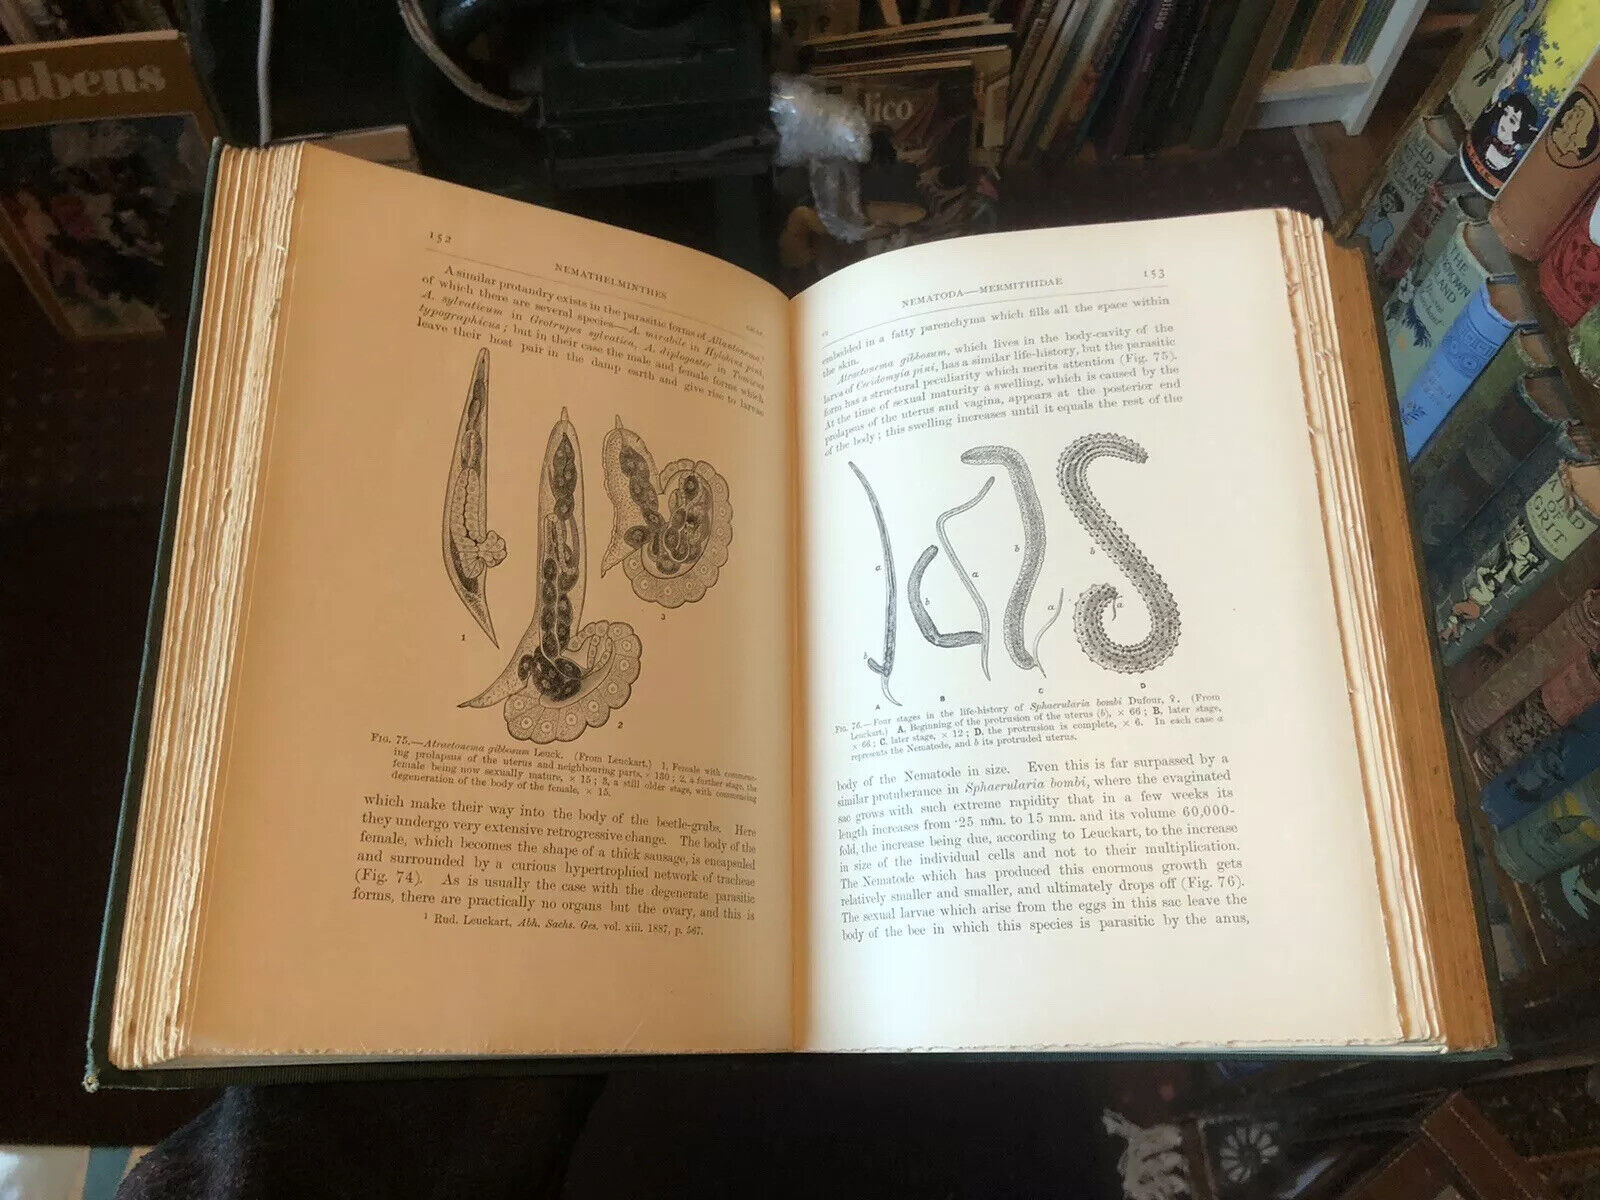 ubens
lico
152
NEMATHELMINTHES
CHAP.
A similar protandry exists in the parasitic forms of Allantonema,
of which there are several species—A. mirabile in Hylobius pini,
A. sylvaticum in Geotrupes sylvatica, A. diplogaster in Tomicus
typographicus; but in their case the male and female forms which
leave their host pair in the damp earth and give rise to larvae
1
2
3
FIG. 75.—Atractonema gibbosum Leuck. (From Leuckart.) 1, Female with commenc-
ing prolapsus of the uterus and neighbouring parts, × 130; 2, a further stage, the
female being now sexually mature, × 15; 3, a still older stage, with commencing
degeneration of the body of the female, × 15.
which make their way into the body of the beetle-grubs. Here
they undergo very extensive retrogressive change. The body of the
female, which becomes the shape of a thick sausage, is encapsuled
and surrounded by a curious hypertrophied network of tracheae
(Fig. 74). As is usually the case with the degenerate parasitic
forms, there are practically no organs but the ovary, and this is
1 Rud. Leuckart, Abh. Sachs. Ges. vol. xiii. 1887, p. 567.
153
NEMATODA—MERMITHIDAE
embedded in a fatty parenchyma which fills all the space within
the skin.
Atractonema gibbosum, which lives in the body-cavity of the
larva of Cecidomyia pini, has a similar life-history, but the parasitic
form has a structural peculiarity which merits attention (Fig. 75).
At the time of sexual maturity a swelling, which is caused by the
prolapsus of the uterus and vagina, appears at the posterior end
of the body; this swelling increases until it equals the rest of the
a
b
b
a
b
a
b
a
A
B
C
D
FIG. 76.—Four stages in the life-history of Sphaerularia bombi Dufour, ♀. (From
Leuckart.) A, Beginning of the protrusion of the uterus (b), × 66; B, later stage,
× 66; C, later stage, × 12; D, the protrusion is complete, × 6. In each case a
represents the Nematode, and b its protruded uterus.
body of the Nematode in size. Even this is far surpassed by a
similar protuberance in Sphaerularia bombi, where the evaginated
sac grows with such extreme rapidity that in a few weeks its
length increases from ·25 mm. to 15 mm. and its volume 60,000-
fold, the increase being due, according to Leuckart, to the increase
in size of the individual cells and not to their multiplication.
The Nematode which has produced this enormous growth gets
relatively smaller and smaller, and ultimately drops off (Fig. 76).
The sexual larvae which arise from the eggs in this sac leave the
body of the bee in which this species is parasitic by the anus,
THE
CROWN
A LAND
OF
GRIT